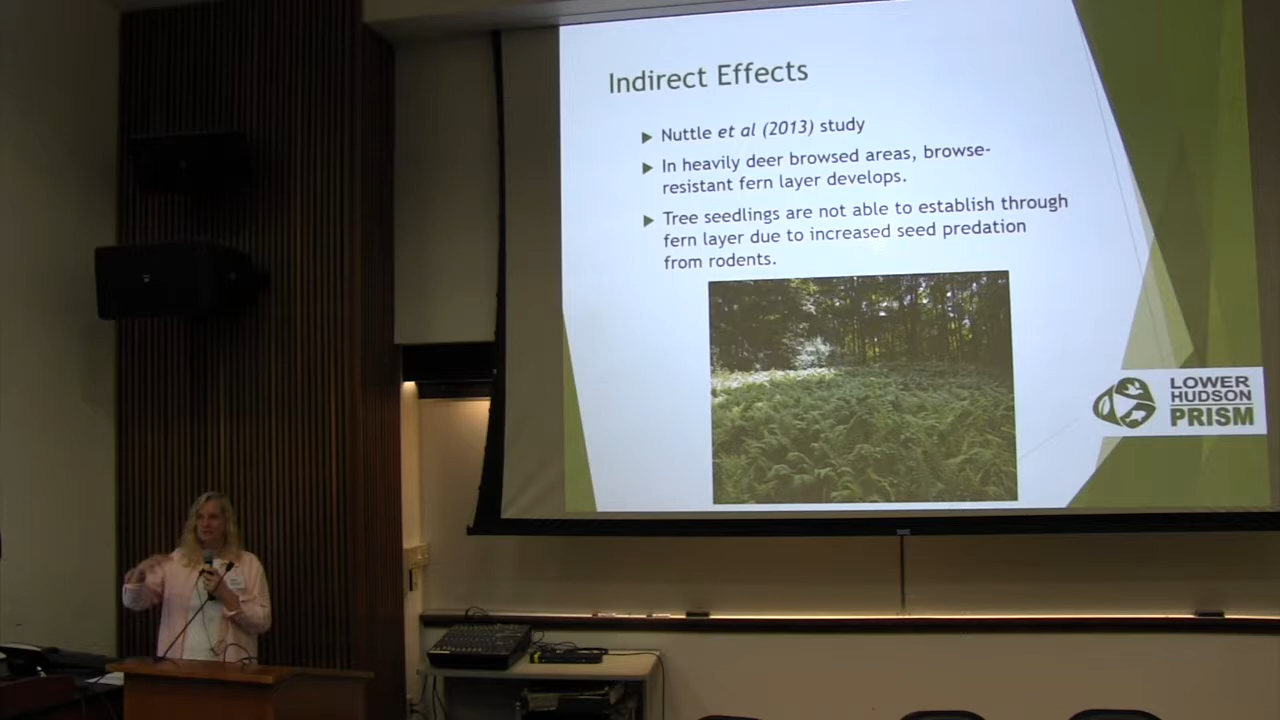 Indirect Effects
Nuttle et al (2013) study
In heavily deer browsed areas, browse-
resistant fern layer develops.
Tree seedlings are not able to establish through
fern layer due to increased seed predation
from rodents.
LOWER
HUDSON
PRISM